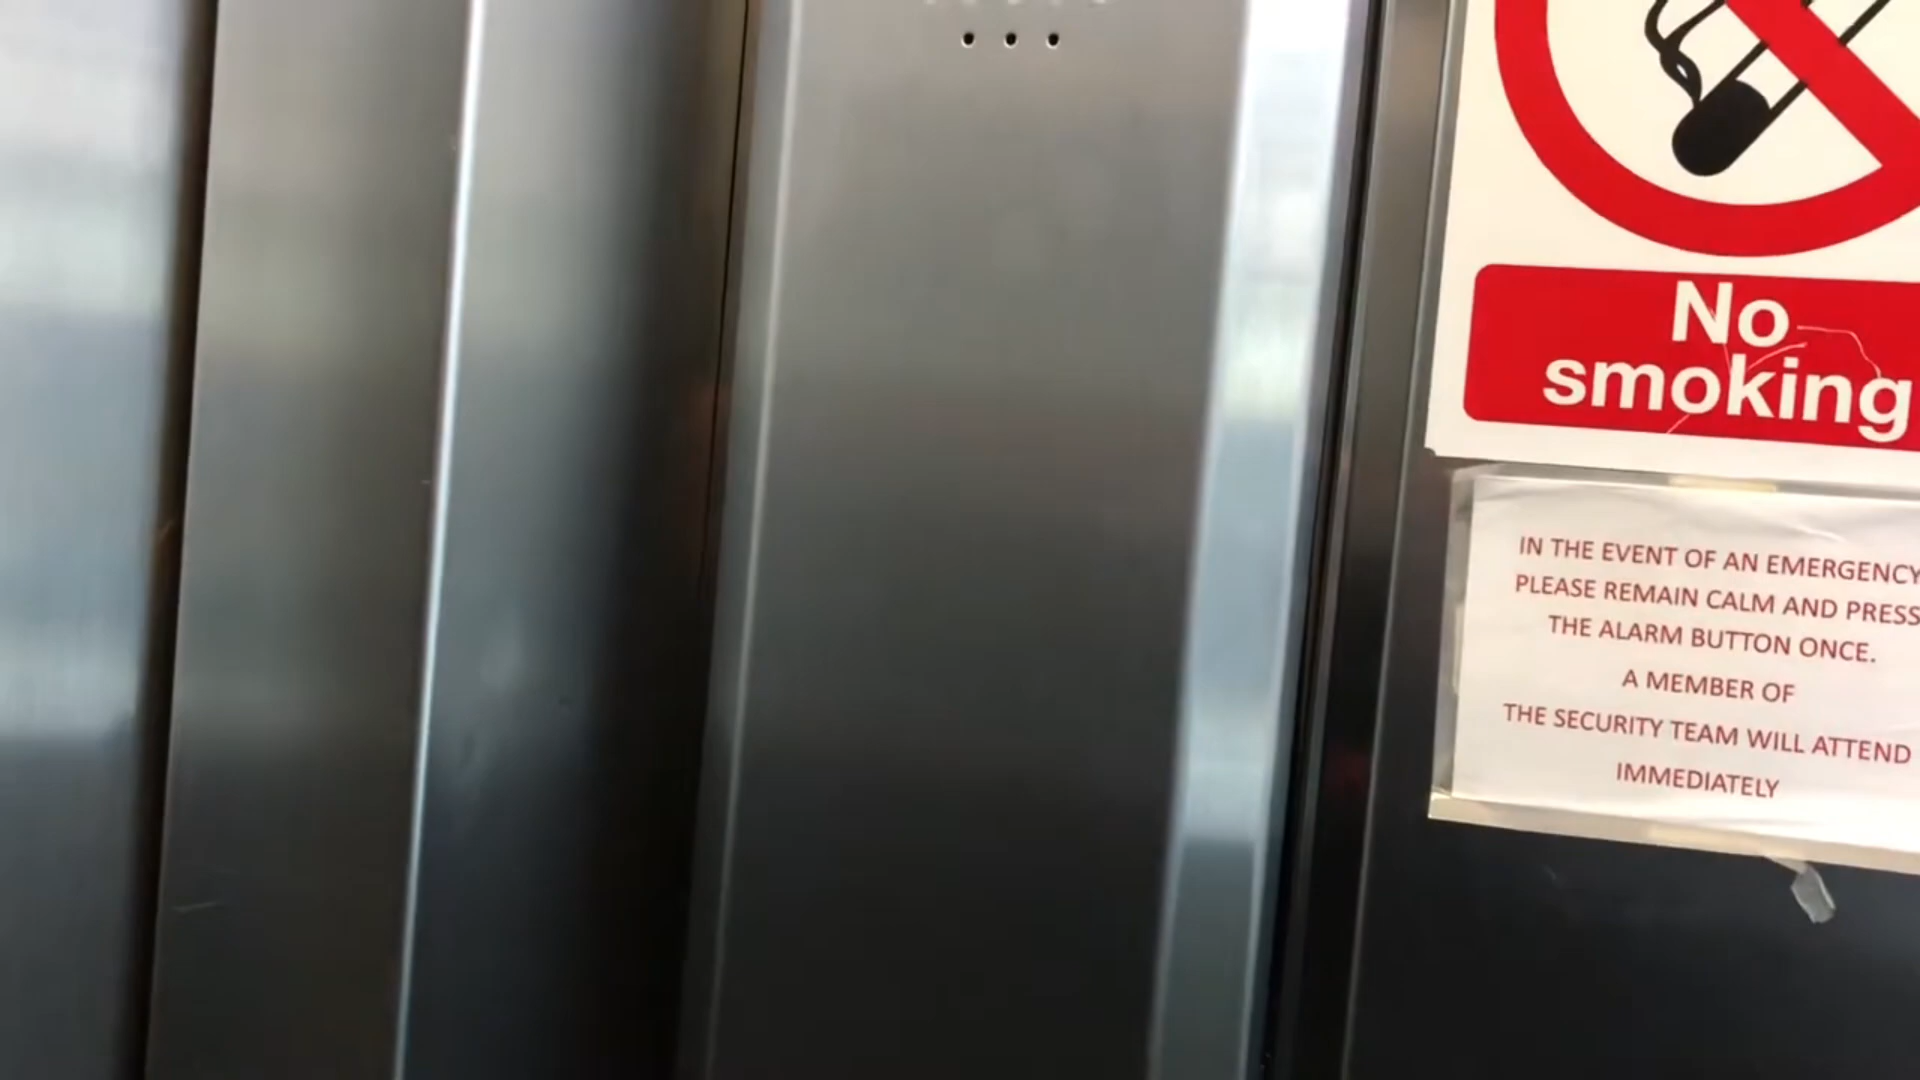 No
smoking
IN THE EVENT OF AN EMERGENCY
PLEASE REMAIN CALM AND PRESS
THE ALARM BUTTON ONCE.
A MEMBER OF
THE SECURITY TEAM WILL ATTEND
IMMEDIATELY